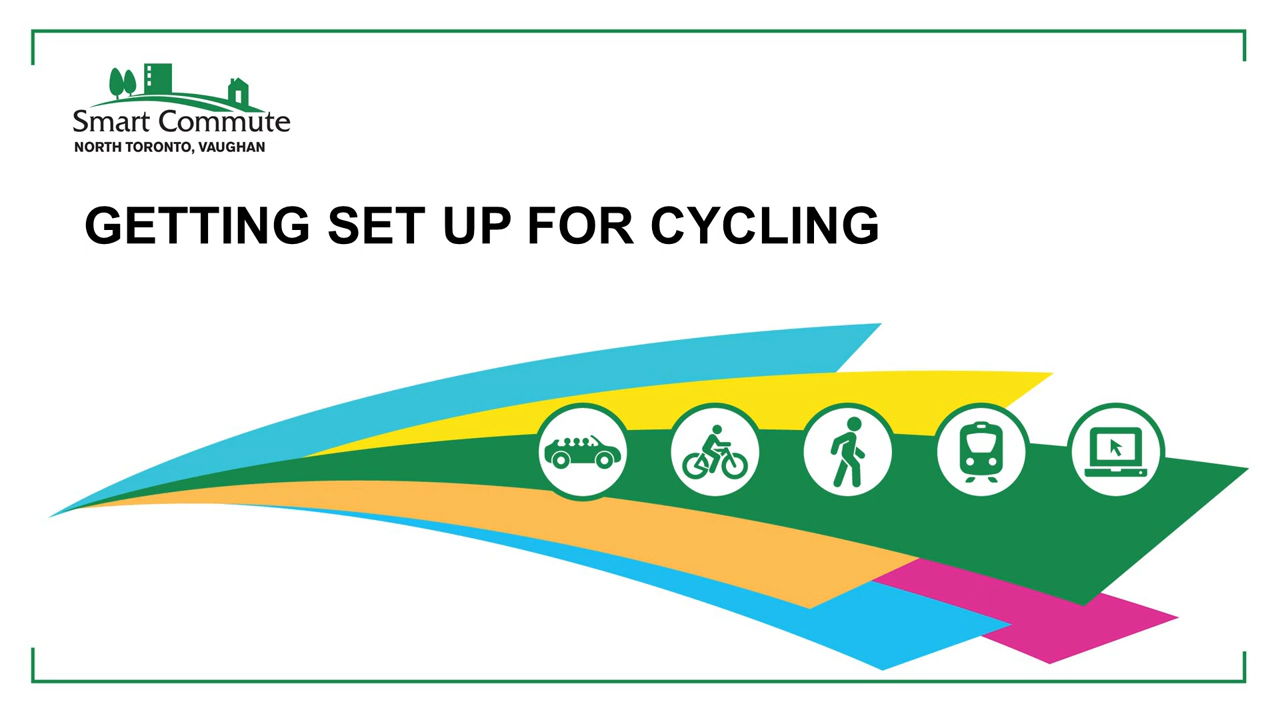 Smart Commute
NORTH TORONTO, VAUGHAN
GETTING SET UP FOR CYCLING